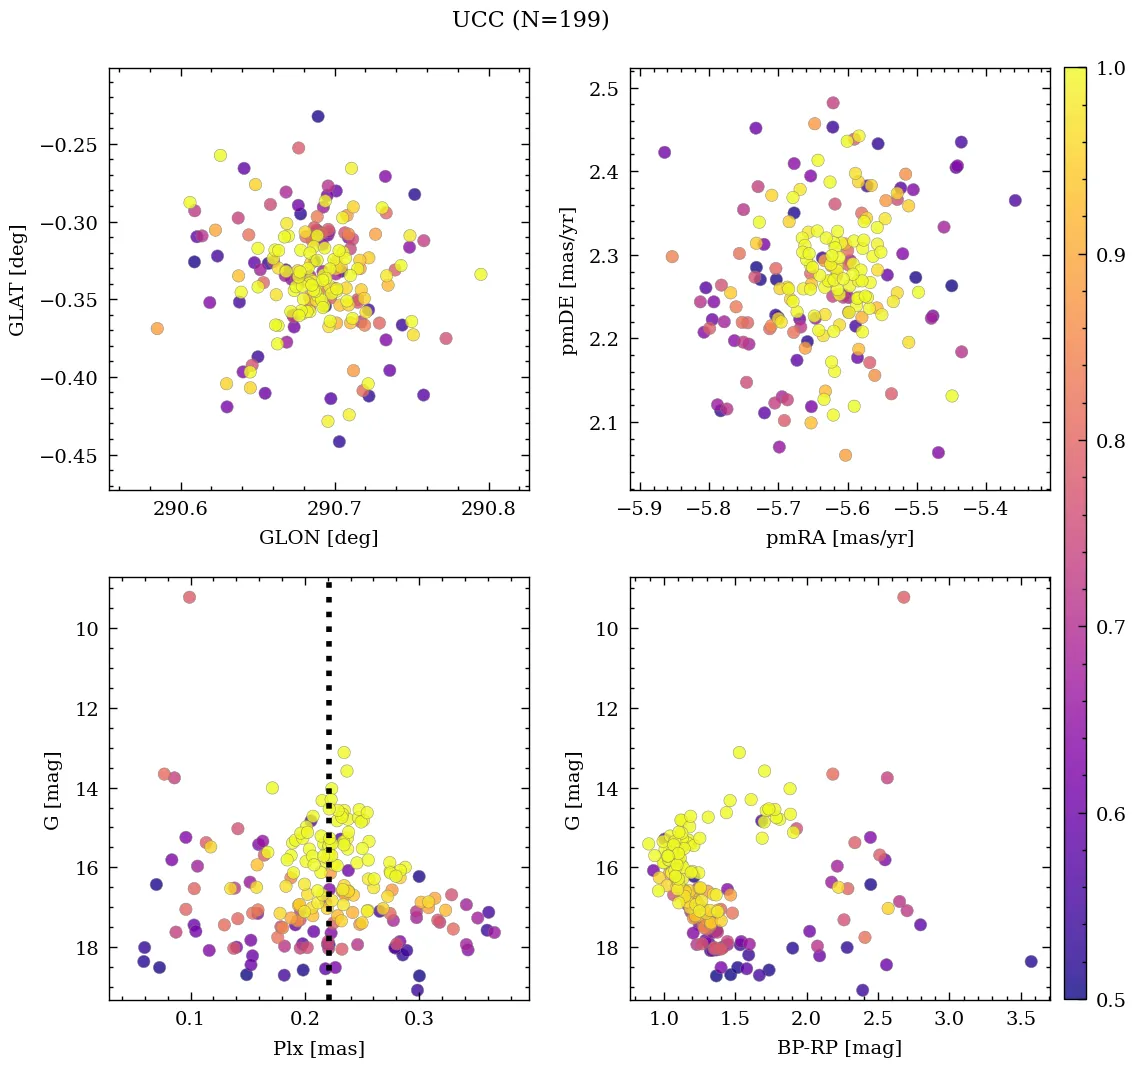 UCC (N=199)
−0.25
−0.30
−0.35
−0.40
−0.45
GLAT [deg]
290.6 290.7 290.8
GLON [deg]
2.5
2.4
2.3
2.2
2.1
pmDE [mas/yr]
−5.9 −5.8 −5.7 −5.6 −5.5 −5.4
pmRA [mas/yr]
10
12
14
16
18
G [mag]
0.1 0.2 0.3
Plx [mas]
10
12
14
16
18
G [mag]
1.0 1.5 2.0 2.5 3.0 3.5
BP-RP [mag]
1.0
0.9
0.8
0.7
0.6
0.5